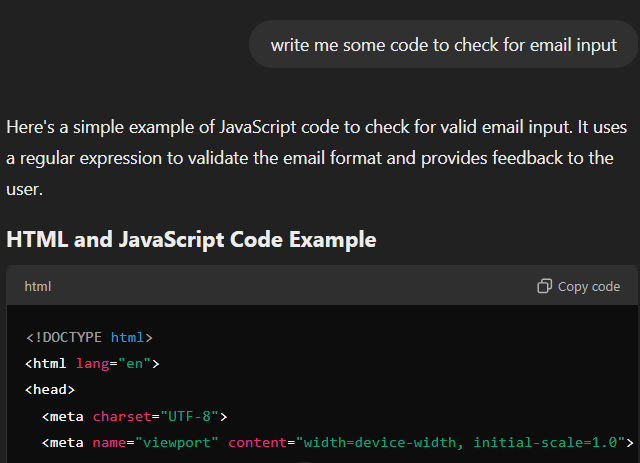 write me some code to check for email input
Here's a simple example of JavaScript code to check for valid email input. It uses
a regular expression to validate the email format and provides feedback to the
user.
HTML and JavaScript Code Example
html Copy code
<!DOCTYPE html>
<html lang="en">
<head>
  <meta charset="UTF-8">
  <meta name="viewport" content="width=device-width, initial-scale=1.0">